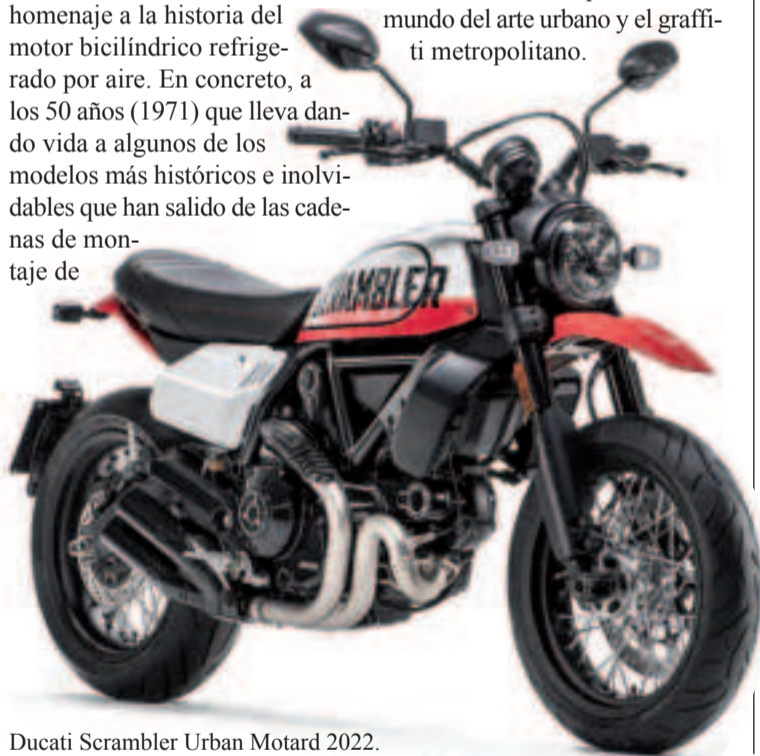 homenaje a la historia del
motor bicilíndrico refrige-
rado por aire. En concreto, a
los 50 años (1971) que lleva dan-
do vida a algunos de los
modelos más históricos e inolvi-
dables que han salido de las cade-
nas de mon-
taje de
mundo del arte urbano y el graffi-
ti metropolitano.
SCRAMBLER
Ducati Scrambler Urban Motard 2022.